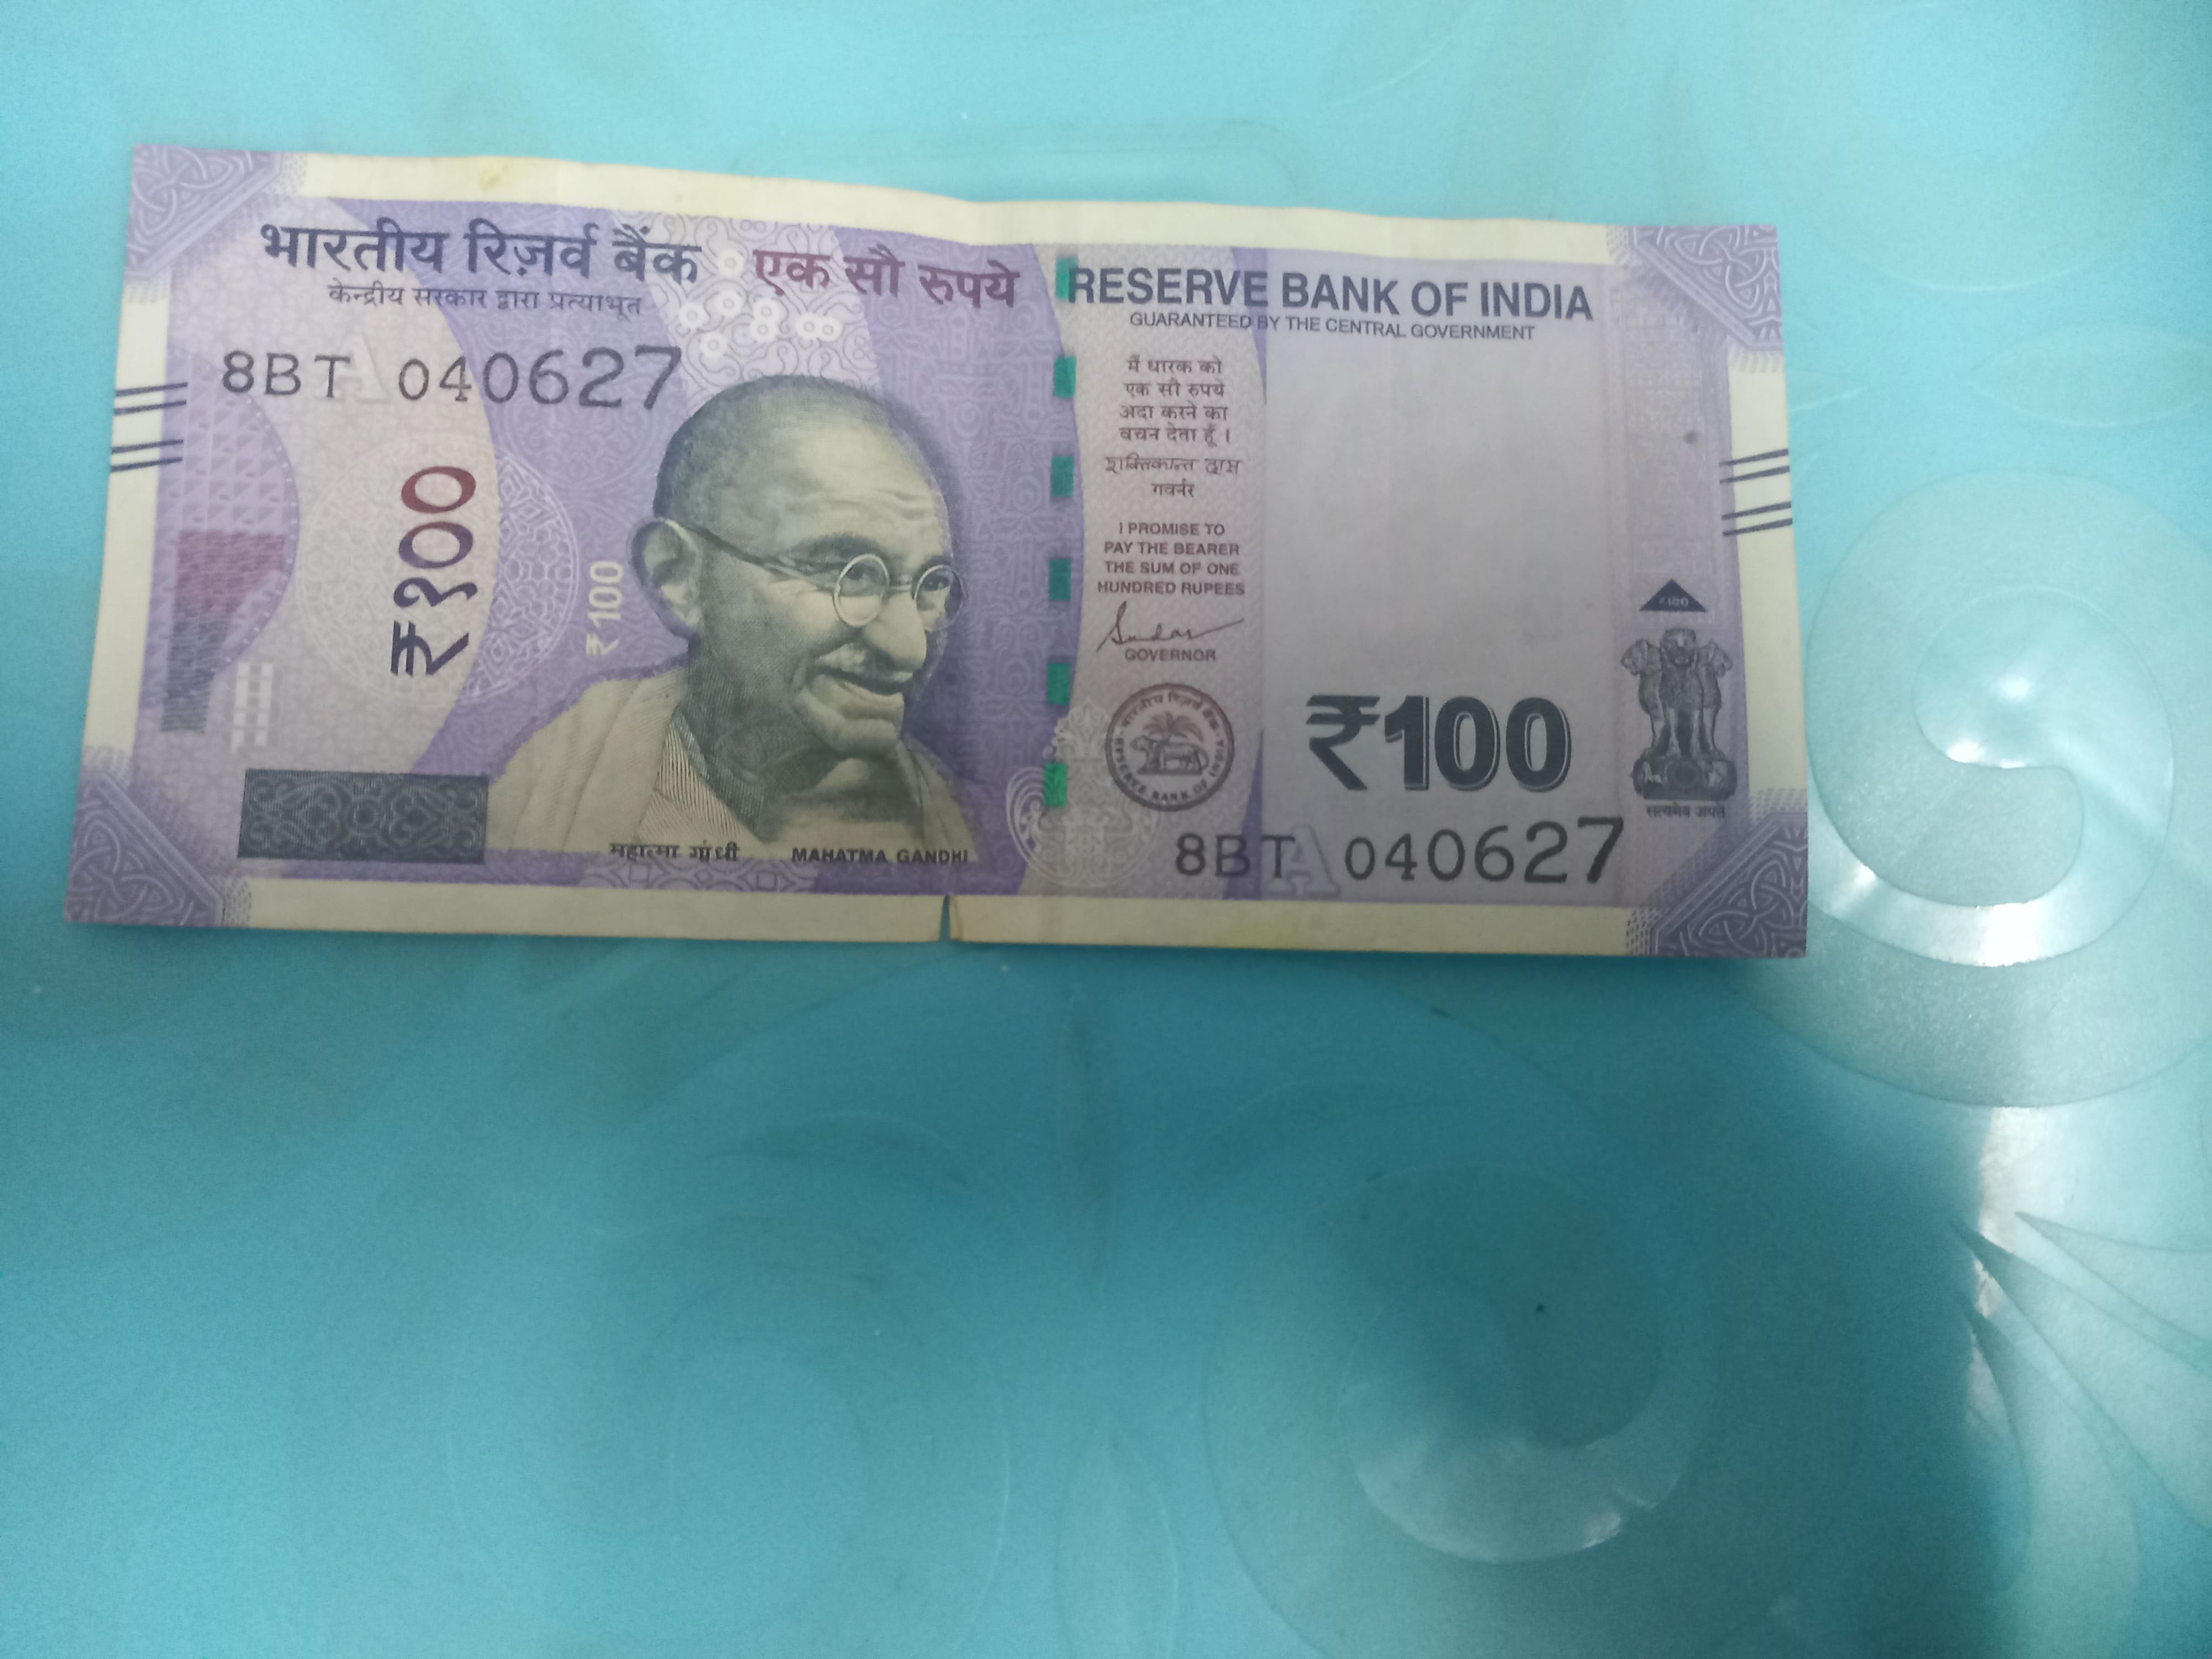 भारतीय रिज़र्व बैंक
केन्द्रीय सरकार द्वारा प्रत्याभूत
एक सौ रुपये
RESERVE BANK OF INDIA
GUARANTEED BY THE CENTRAL GOVERNMENT
8BT 040627
₹१००
₹100
मैं धारक को
एक सौ रुपये
अदा करने का
वचन देता हूँ ।
शक्तिकान्त दास
गवर्नर
I PROMISE TO
PAY THE BEARER
THE SUM OF ONE
HUNDRED RUPEES
GOVERNOR
भारतीय रिज़र्व बैंक
RESERVE BANK OF INDIA
₹100
₹100
सत्यमेव जयते
8BT A 040627
महात्मा गांधी
MAHATMA GANDHI